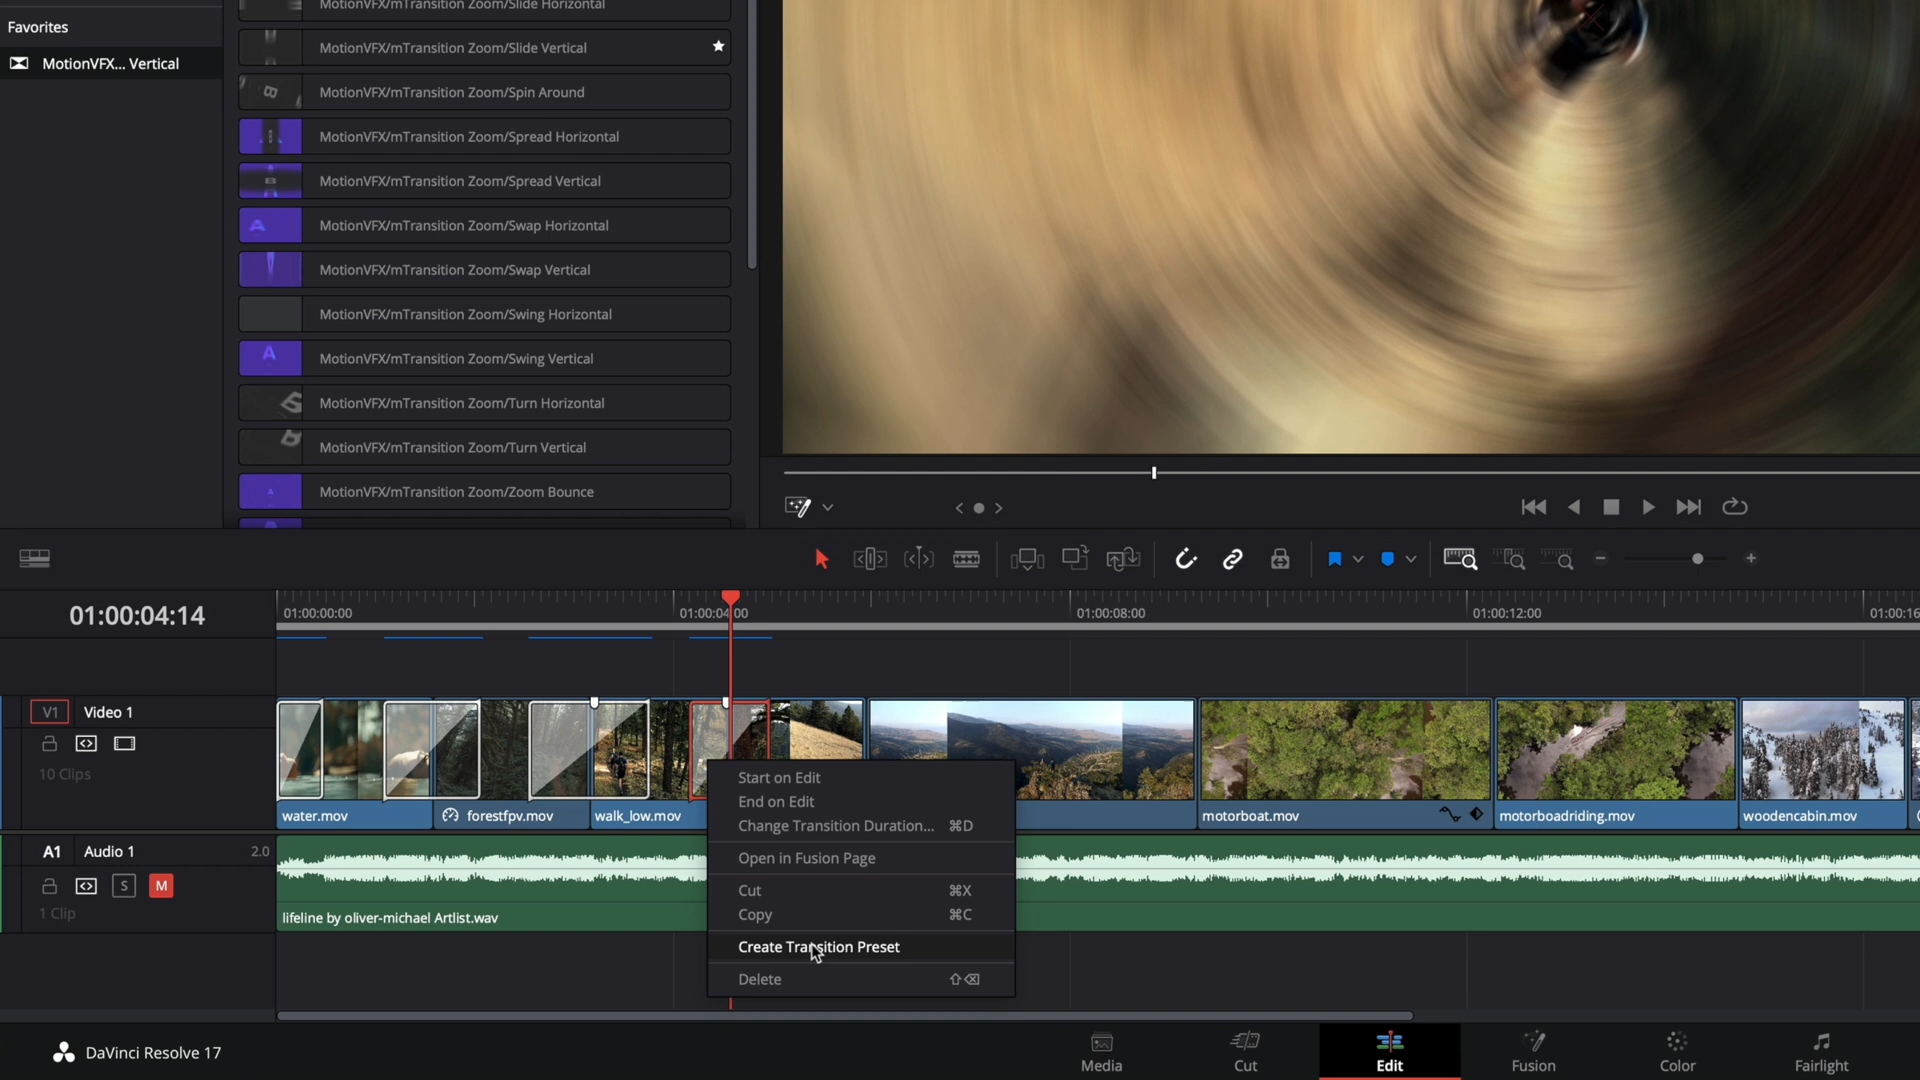 MotionVFX/mTransition Zoom/Slide Horizontal
Favorites
MotionVFX/mTransition Zoom/Slide Vertical
MotionVFX... Vertical
MotionVFX/mTransition Zoom/Spin Around
MotionVFX/mTransition Zoom/Spread Horizontal
MotionVFX/mTransition Zoom/Spread Vertical
MotionVFX/mTransition Zoom/Swap Horizontal
MotionVFX/mTransition Zoom/Swap Vertical
MotionVFX/mTransition Zoom/Swing Horizontal
MotionVFX/mTransition Zoom/Swing Vertical
MotionVFX/mTransition Zoom/Turn Horizontal
MotionVFX/mTransition Zoom/Turn Vertical
MotionVFX/mTransition Zoom/Zoom Bounce
01:00:04:14
01:00:00:00 01:00:04:00 01:00:08:00 01:00:12:00 01:00:16
V1 Video 1
10 Clips
water.mov forestfpv.mov walk_low.mov motorboat.mov motorboadriding.mov woodencabin.mov
A1 Audio 1 2.0
S M
1 Clip
lifeline by oliver-michael Artlist.wav
Start on Edit
End on Edit
Change Transition Duration... ⌘D
Open in Fusion Page
Cut ⌘X
Copy ⌘C
Create Transition Preset
Delete ⇧⌫
DaVinci Resolve 17
Media Cut Edit Fusion Color Fairlight